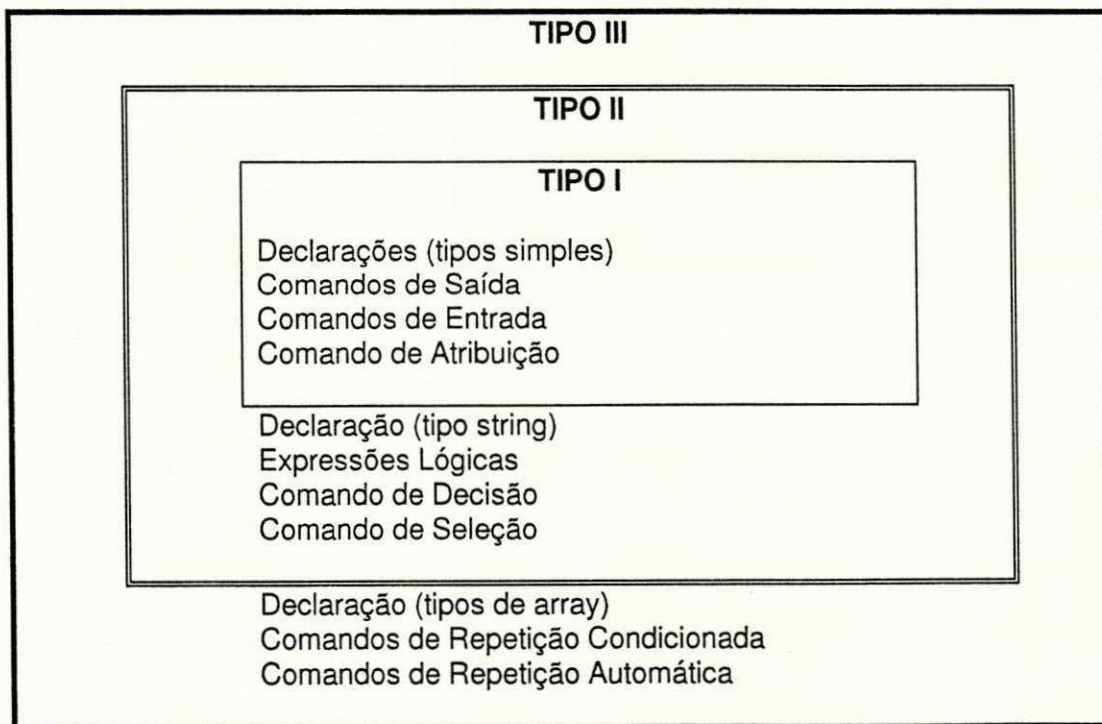 TIPO III
TIPO II
TIPO I
Declarações (tipos simples)
Comandos de Saída
Comandos de Entrada
Comando de Atribuição
Declaração (tipo string)
Expressões Lógicas
Comando de Decisão
Comando de Seleção
Declaração (tipos de array)
Comandos de Repetição Condicionada
Comandos de Repetição Automática